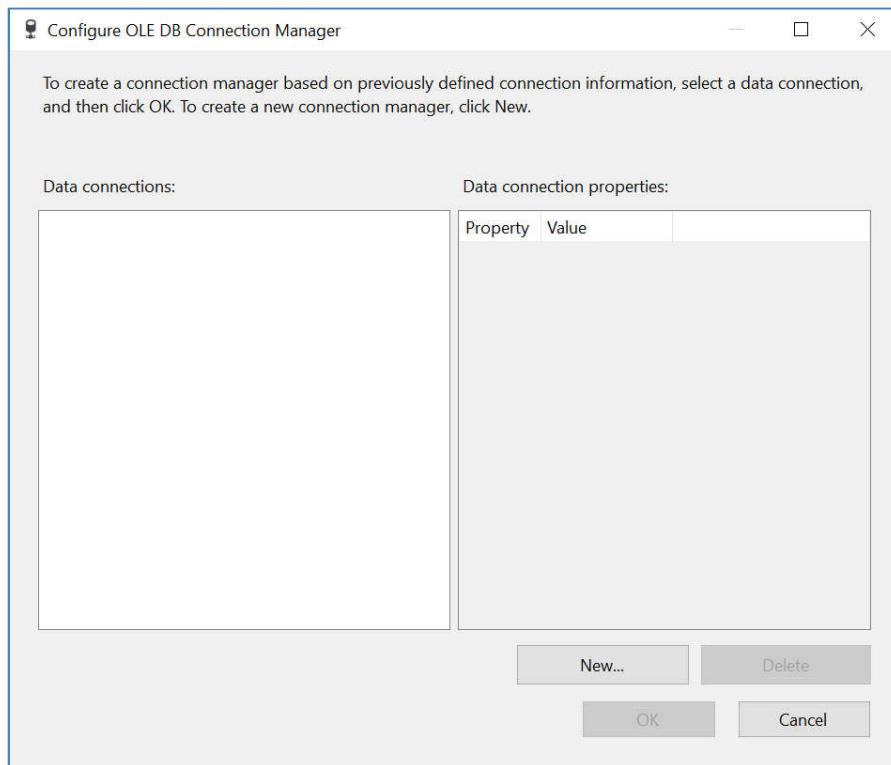 Configure OLE DB Connection Manager
To create a connection manager based on previously defined connection information, select a data connection,
and then click OK. To create a new connection manager, click New.
Data connections:
Data connection properties:
Property Value
New...
Delete
OK
Cancel